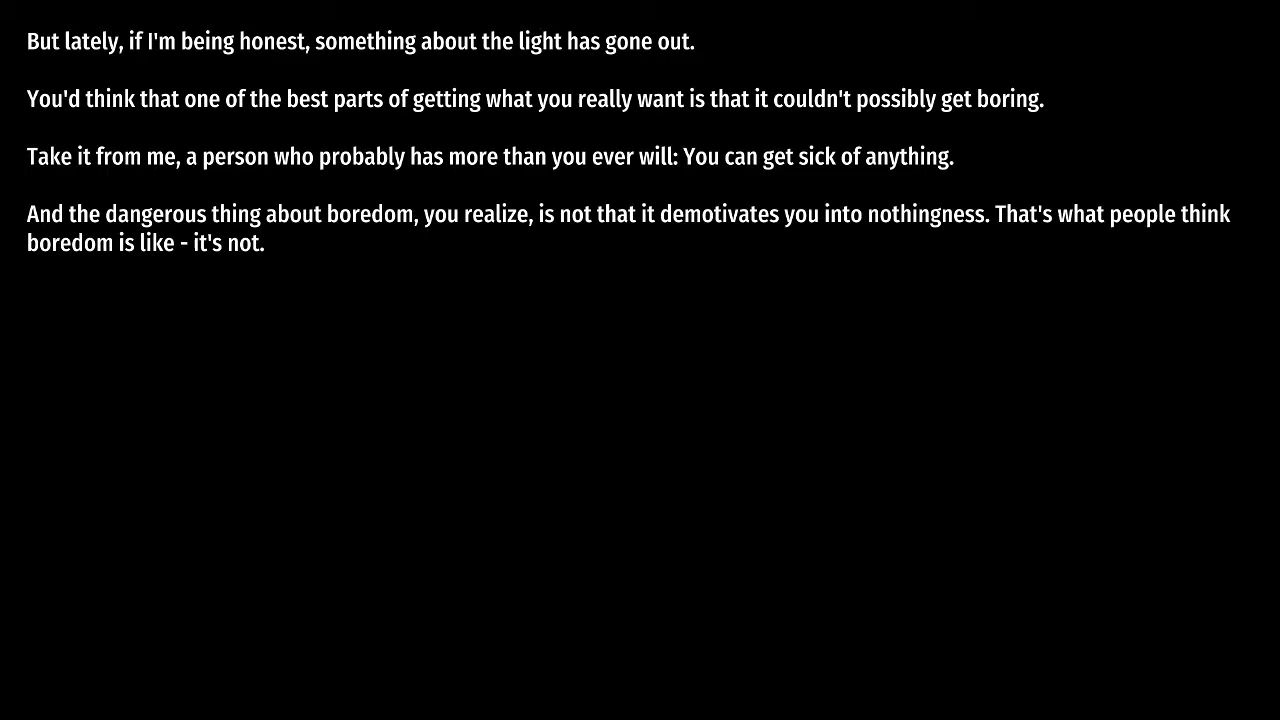 But lately, if I'm being honest, something about the light has gone out.
You'd think that one of the best parts of getting what you really want is that it couldn't possibly get boring.
Take it from me, a person who probably has more than you ever will: You can get sick of anything.
And the dangerous thing about boredom, you realize, is not that it demotivates you into nothingness. That's what people think
boredom is like - it's not.